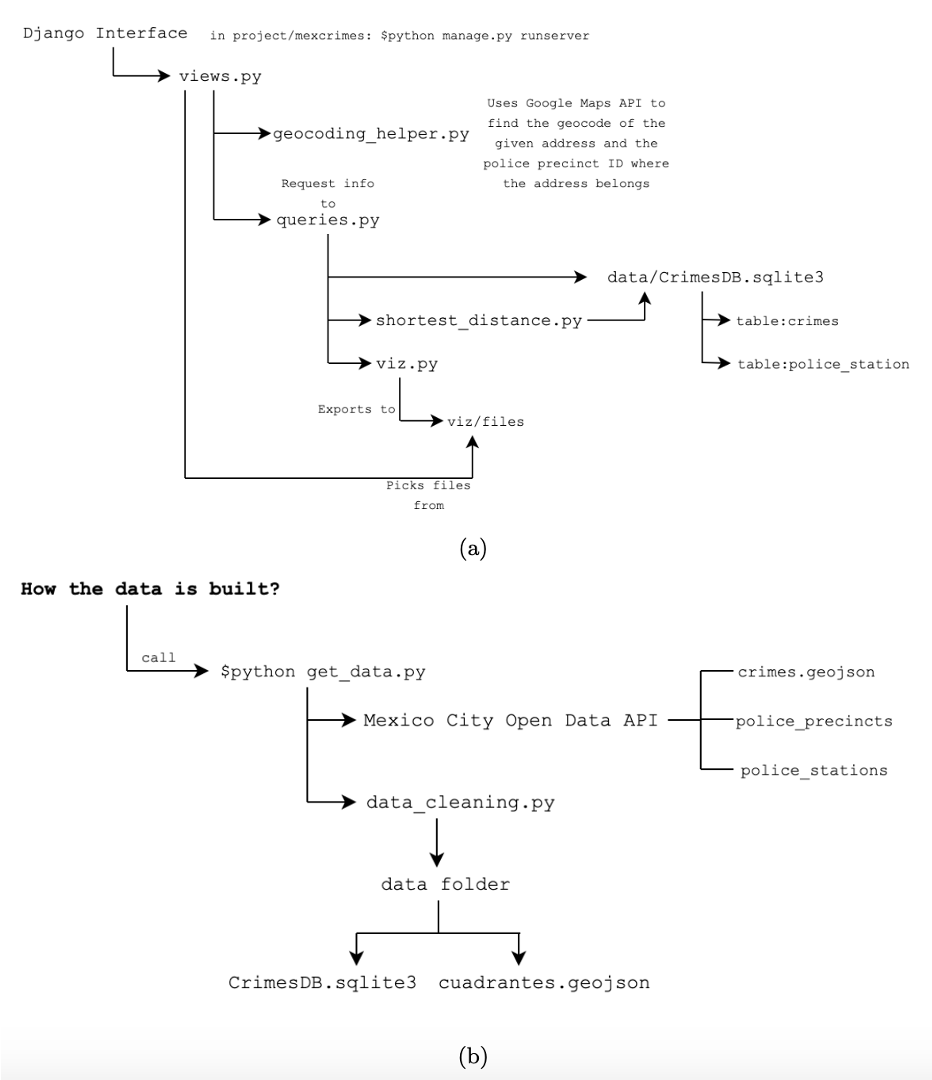 Django Interface in project/mexcrimes: $python manage.py runserver
views.py
Uses Google Maps API to
find the geocode of the
given address and the
police precinct ID where
the address belongs
geocoding_helper.py
Request info
to
queries.py
data/CrimesDB.sqlite3
shortest_distance.py
table:crimes
viz.py
table:police_station
Exports to
viz/files
Picks files
from
(a)
How the data is built?
call
$python get_data.py
crimes.geojson
Mexico City Open Data API
police_precincts
police_stations
data_cleaning.py
data folder
CrimesDB.sqlite3 cuadrantes.geojson
(b)